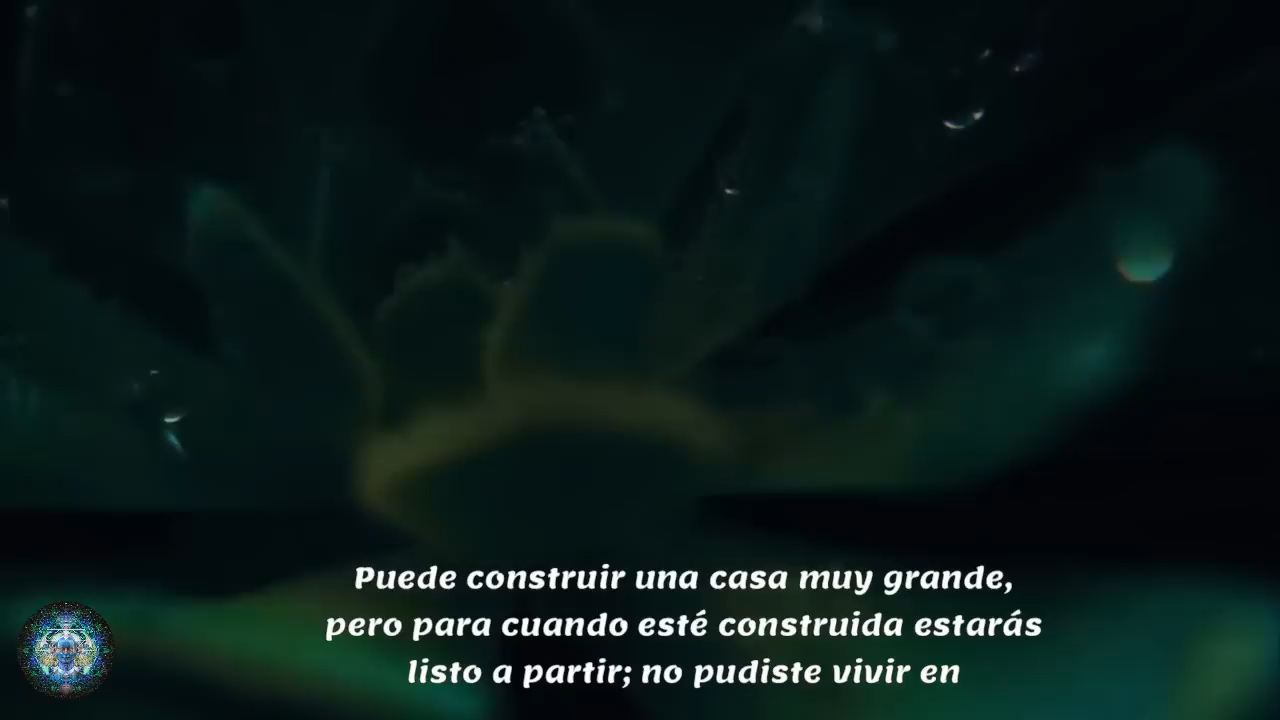 Puede construir una casa muy grande,
pero para cuando esté construida estarás
listo a partir; no pudiste vivir en